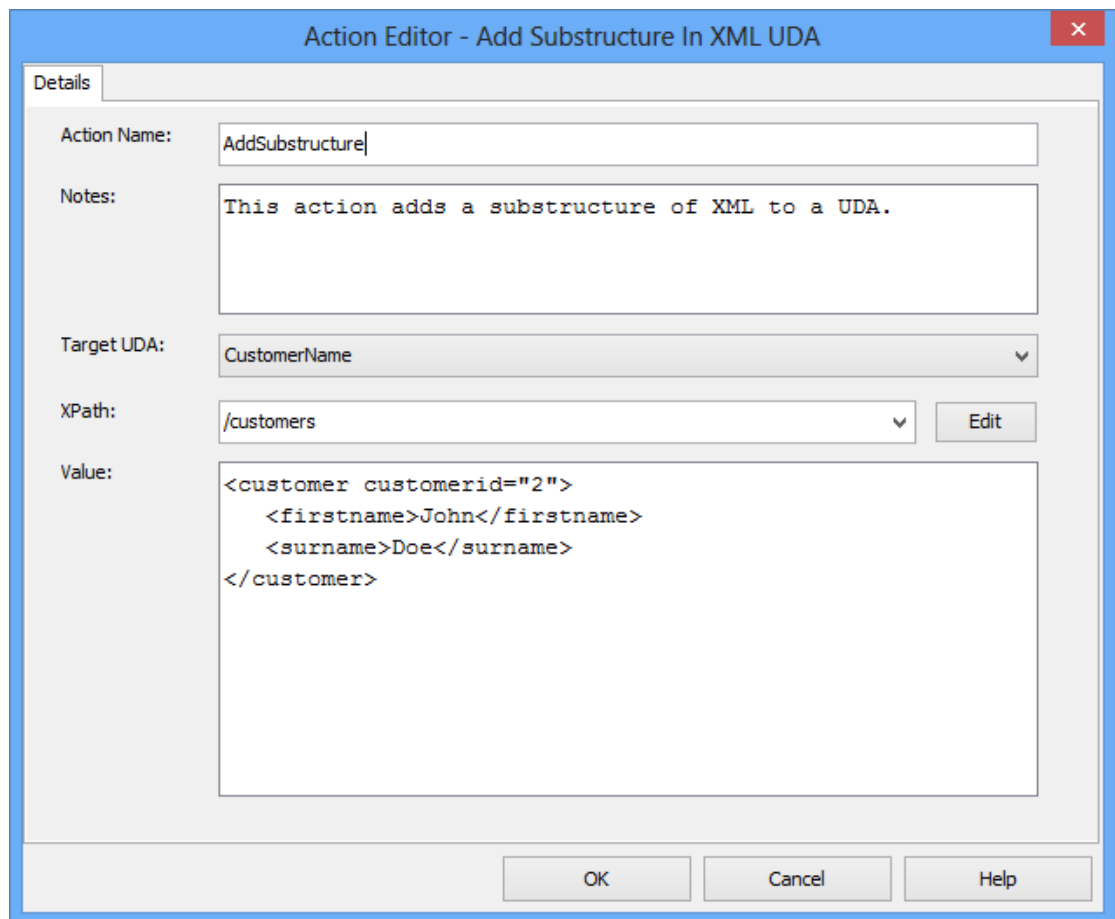 Action Editor - Add Substructure In XML UDA
Details
Action Name:
AddSubstructure
Notes:
This action adds a substructure of XML to a UDA.
Target UDA:
CustomerName
XPath:
/customers
Edit
Value:
<customer customerid="2">
   <firstname>John</firstname>
   <surname>Doe</surname>
</customer>
OK
Cancel
Help